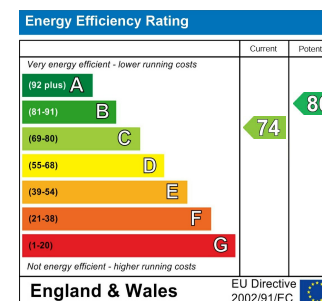 Energy Efficiency Rating
Current
Very energy efficient - lower running costs
(92 plus) A
(81-91) B
(69-80) C
74
(55-68) D
(39-54) E
(21-38) F
(1-20) G
Not energy efficient - higher running costs
England & Wales
EU Directive
2002/91/EC